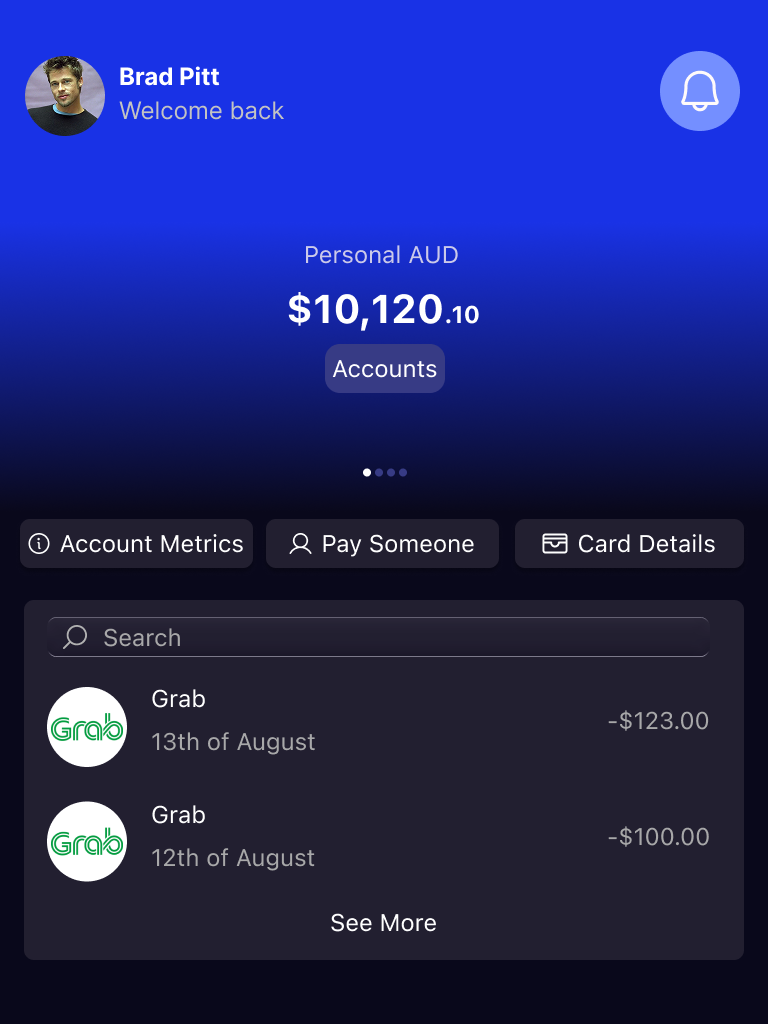 Brad Pitt
Welcome back
Personal AUD
$10,120.10
Accounts
Account Metrics
Pay Someone
Card Details
Search
Grab
Grab
13th of August
-$123.00
Grab
Grab
12th of August
-$100.00
See More